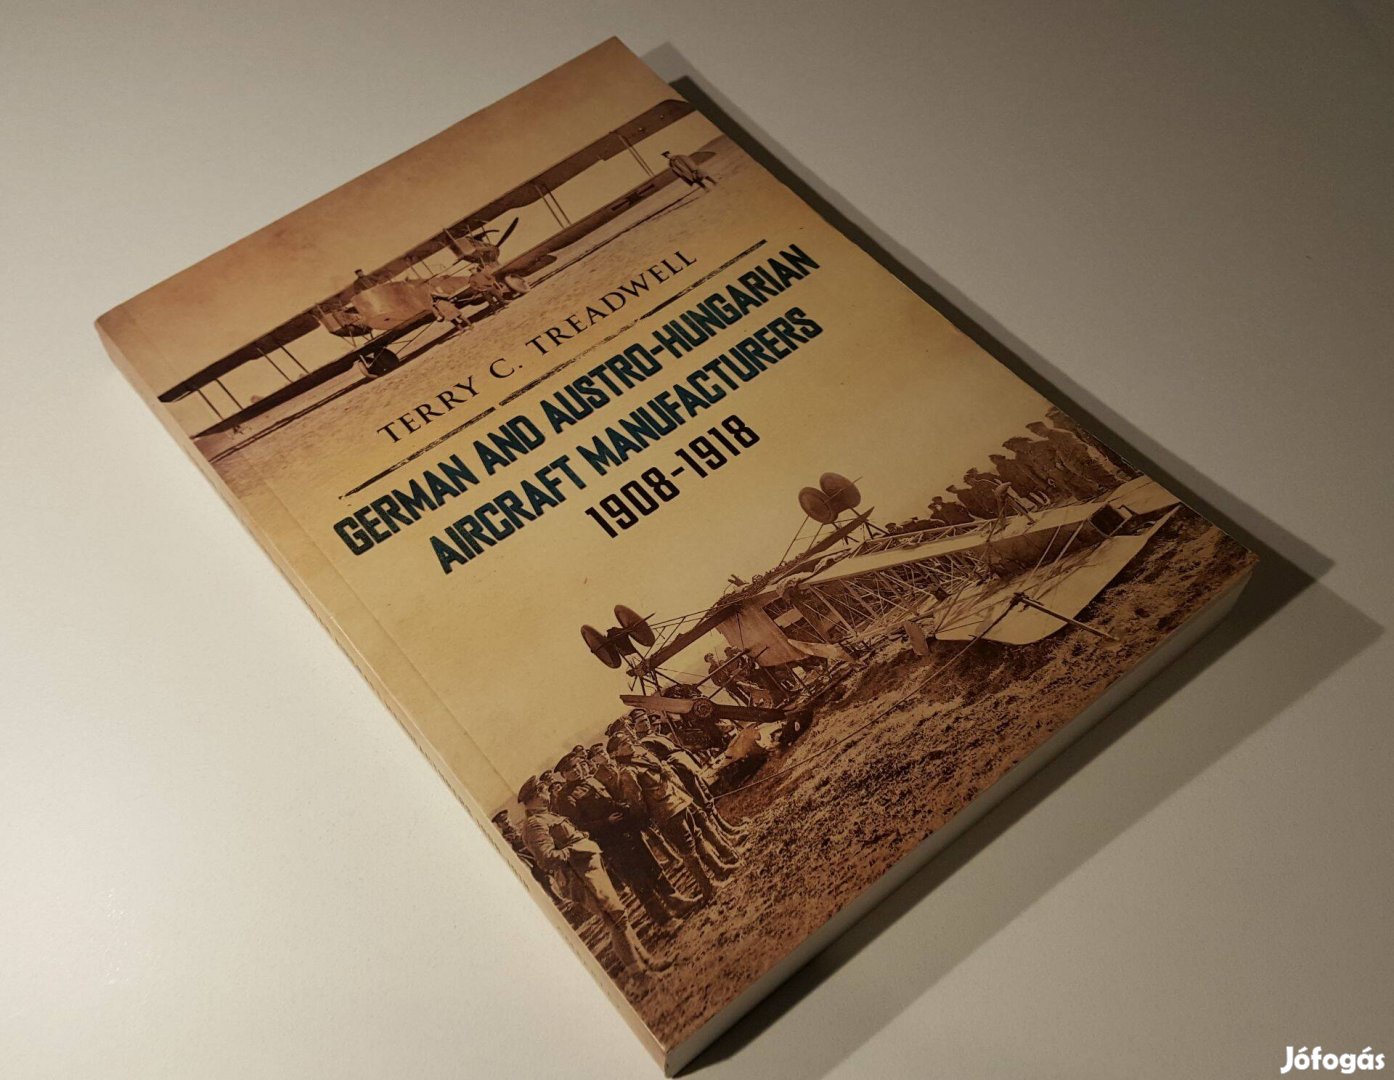 TERRY C. TREADWELL
GERMAN AND AUSTRO-HUNGARIAN
AIRCRAFT MANUFACTURERS
1908-1918
Jófogás